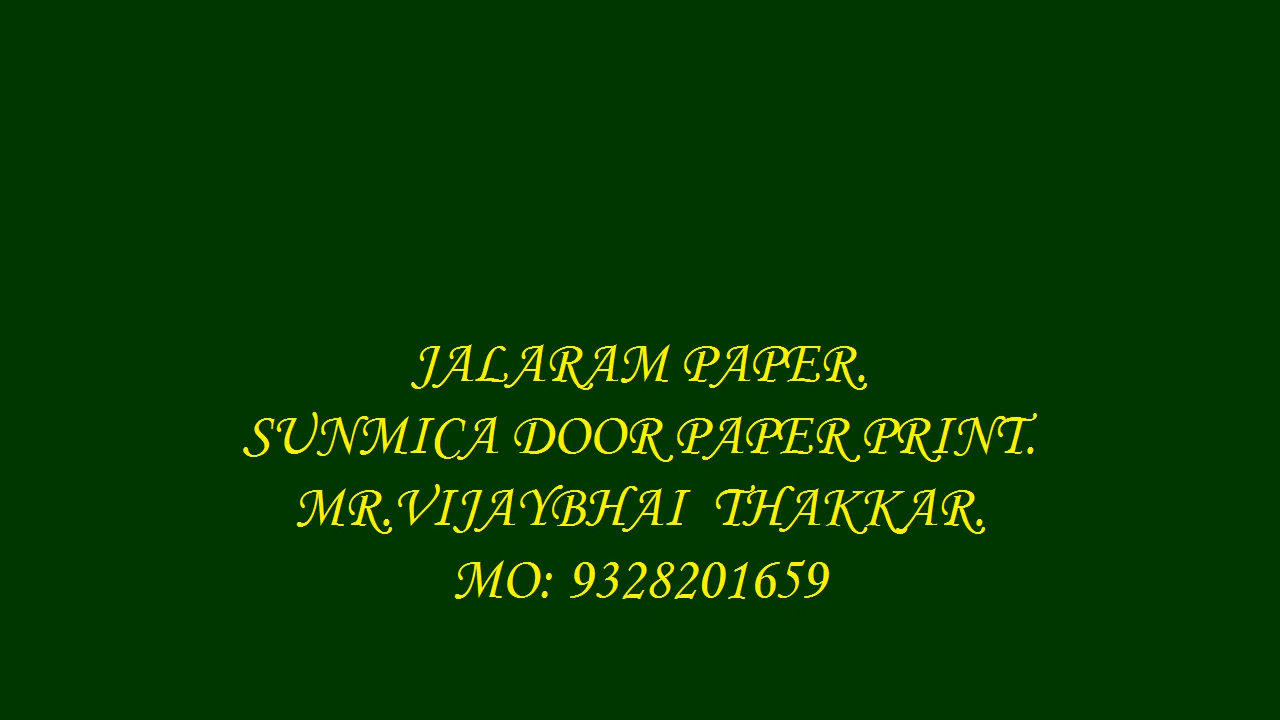 JALARAM PAPER.
SUNMICA DOOR PAPER PRINT.
MR.VIJAYBHAI  THAKKAR.
MO: 9328201659